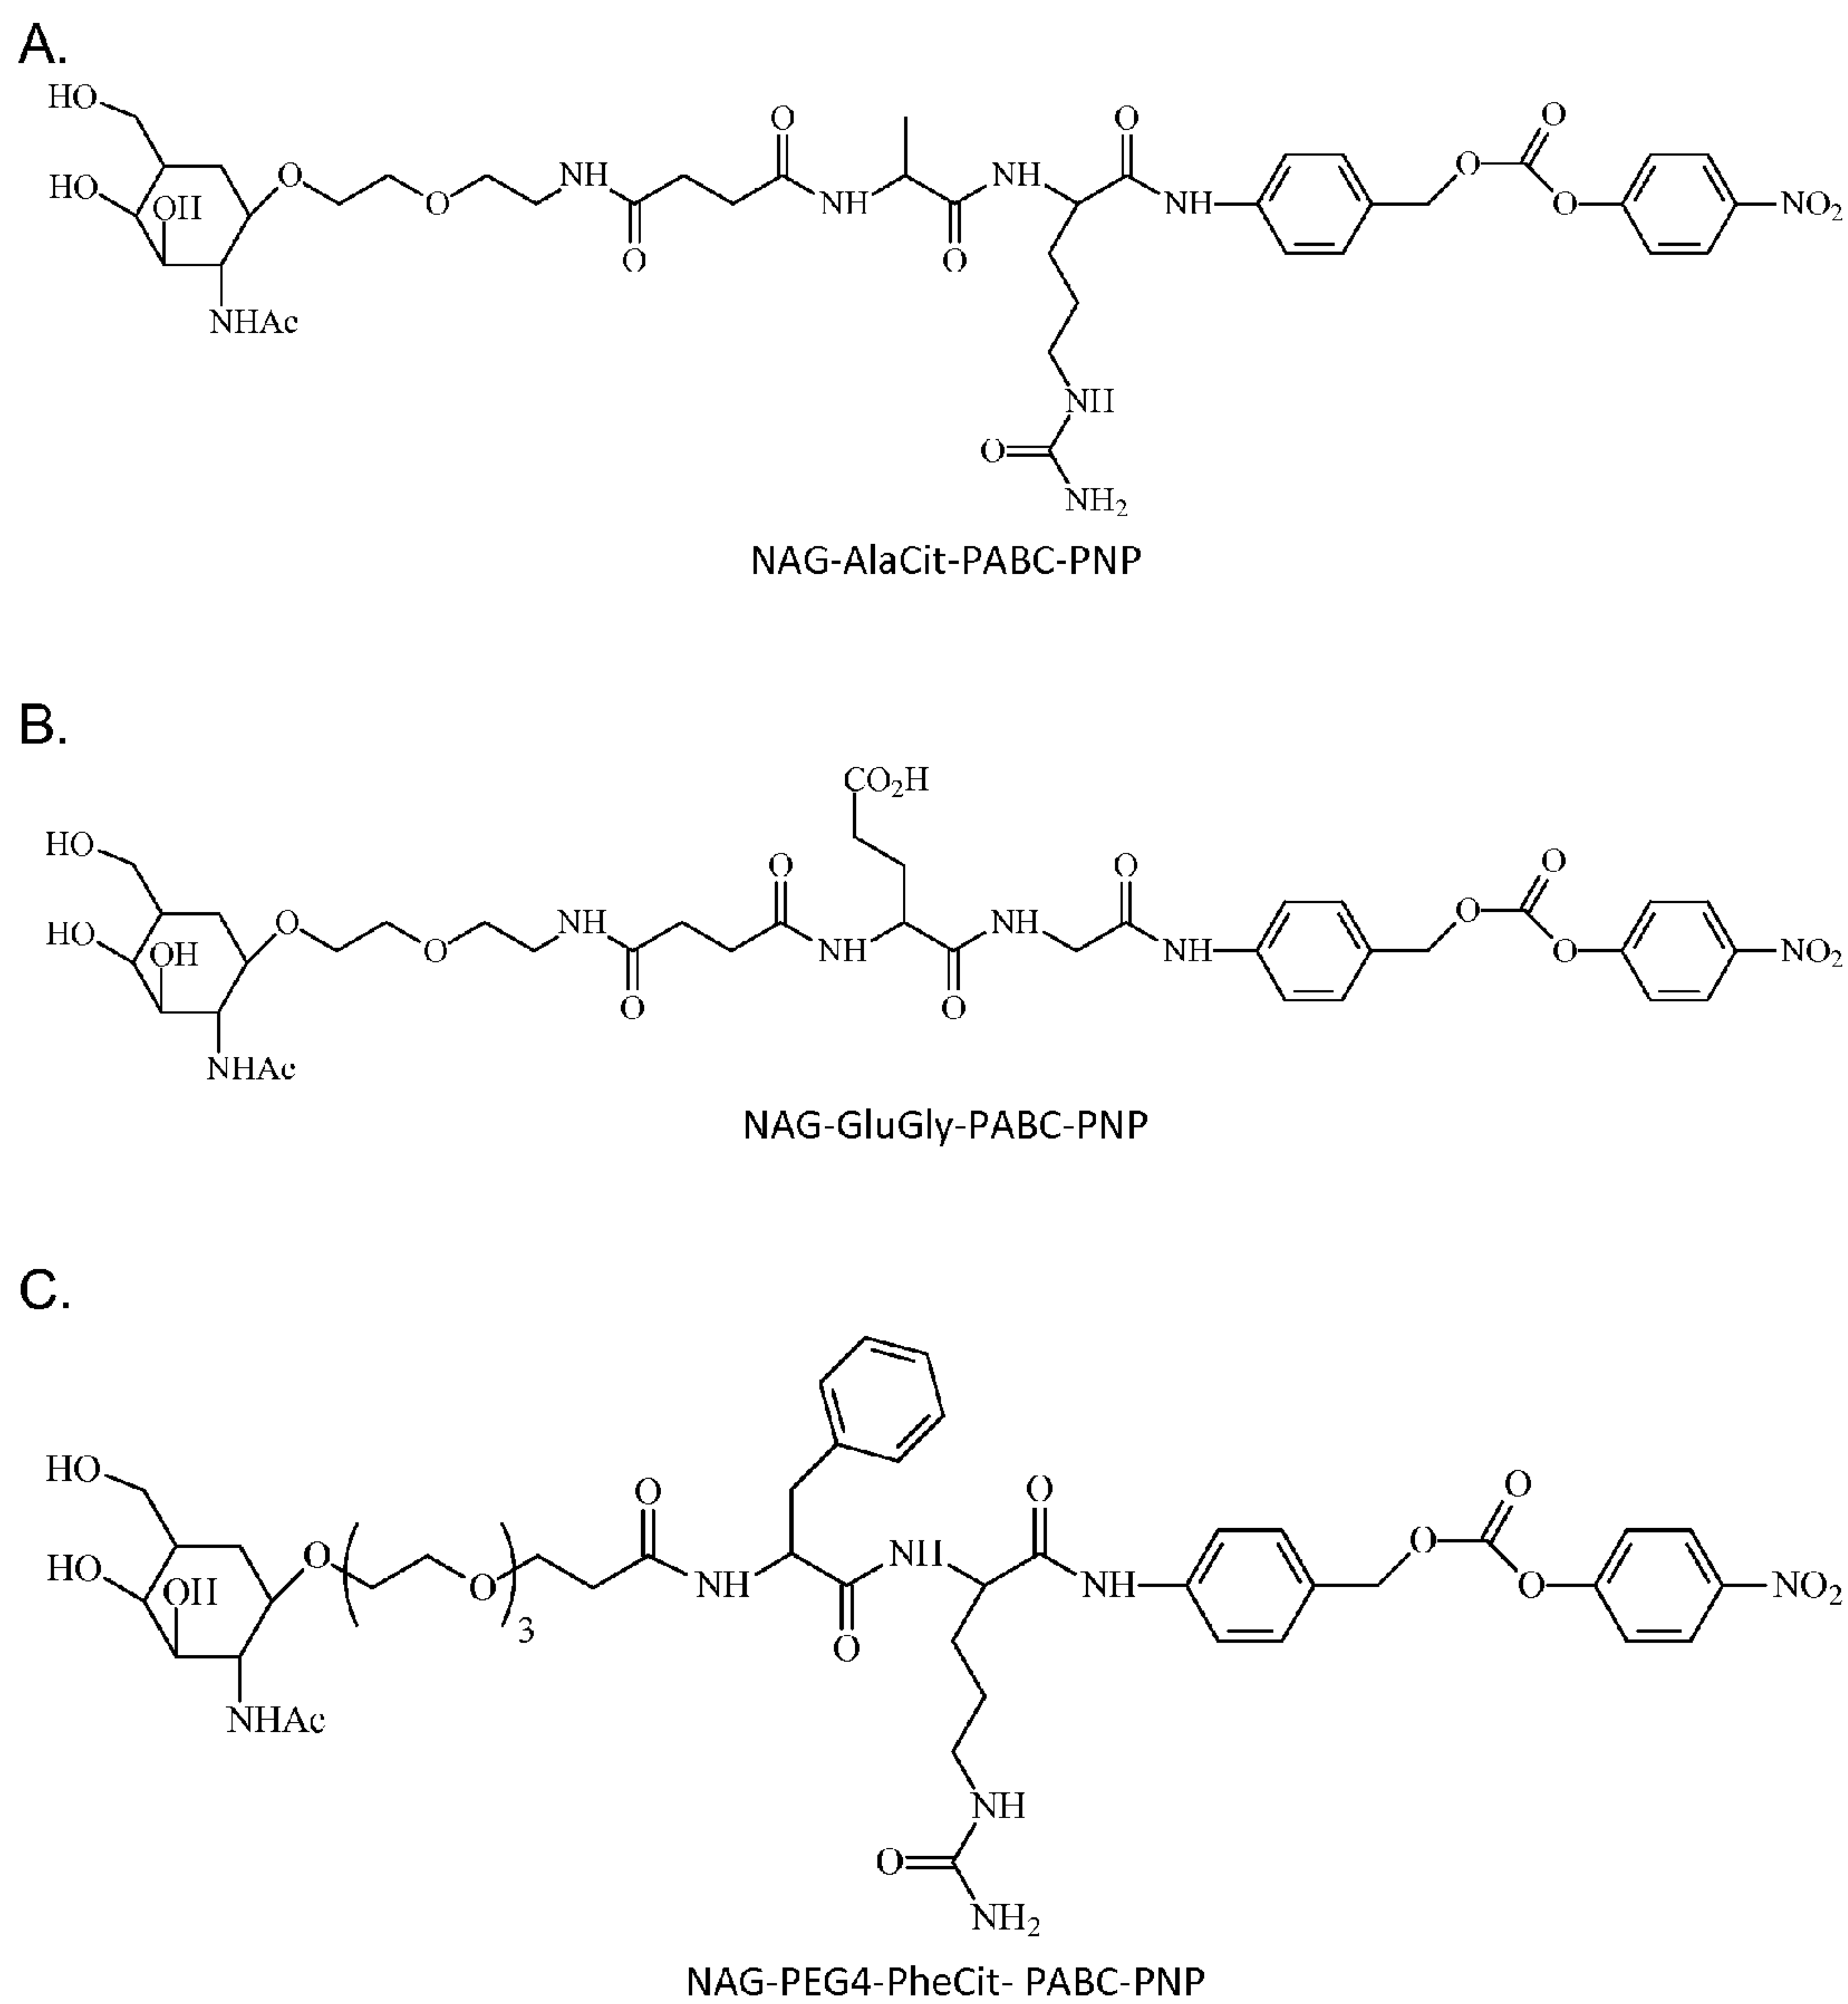 A.
HO
HO
OH
NHAc
O
O
NH
O
O
NH
O
NH
O
NH
O
O
O
NO2
NH
O
NH2
NAG-AlaCit-PABC-PNP
B.
CO2H
HO
HO
OH
NHAc
O
O
NH
O
O
NH
O
NH
O
NH
O
O
O
NO2
NAG-GluGly-PABC-PNP
C.
HO
HO
OH
NHAc
O
O
3
O
NH
O
NH
O
NH
O
O
O
NO2
NH
O
NH2
NAG-PEG4-PheCit- PABC-PNP